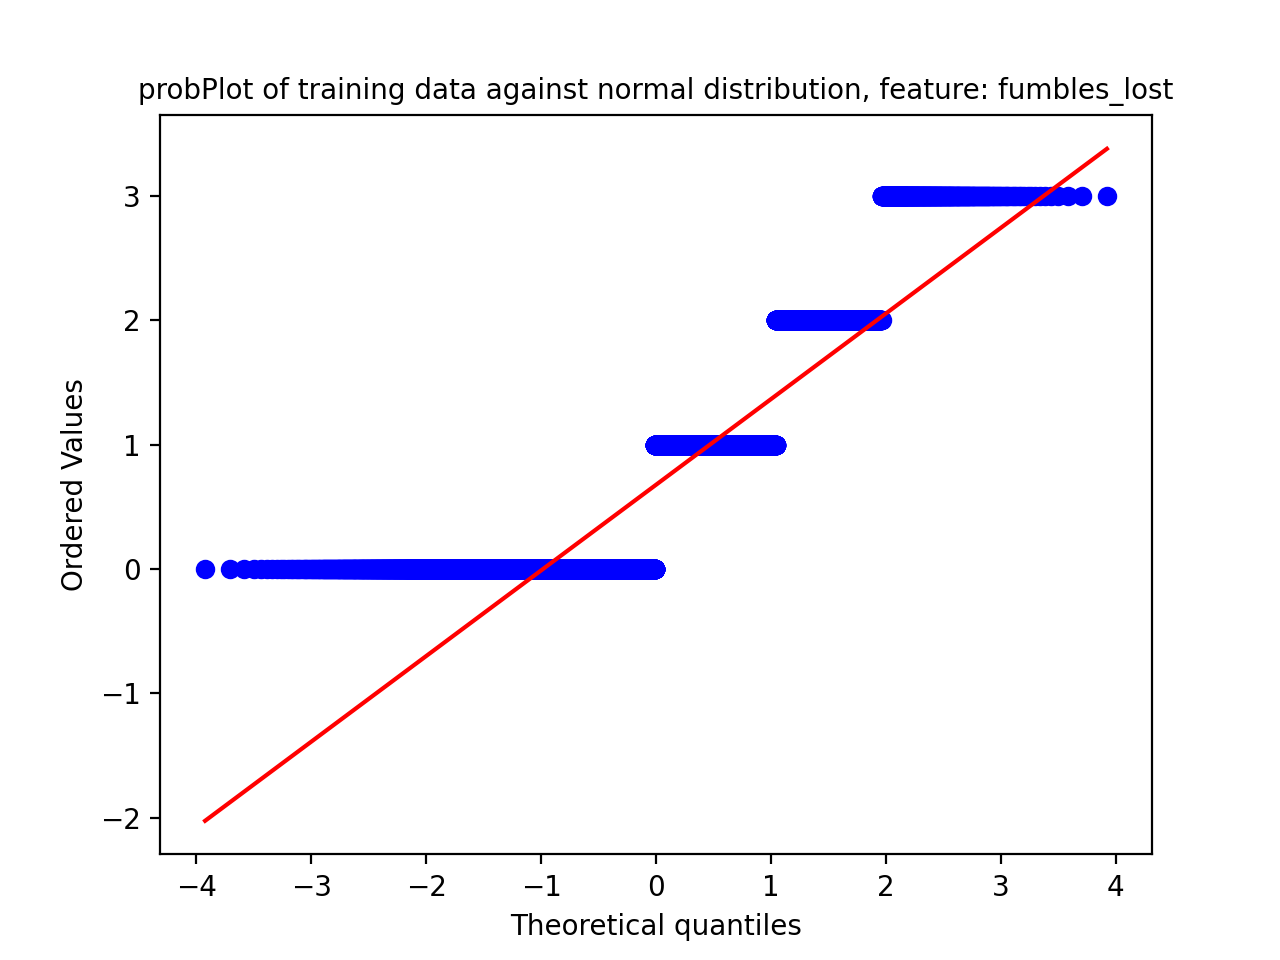 probPlot of training data against normal distribution, feature: fumbles_lost
Ordered Values
3
2
1
0
−1
−2
−4 −3 −2 −1 0 1 2 3 4
Theoretical quantiles